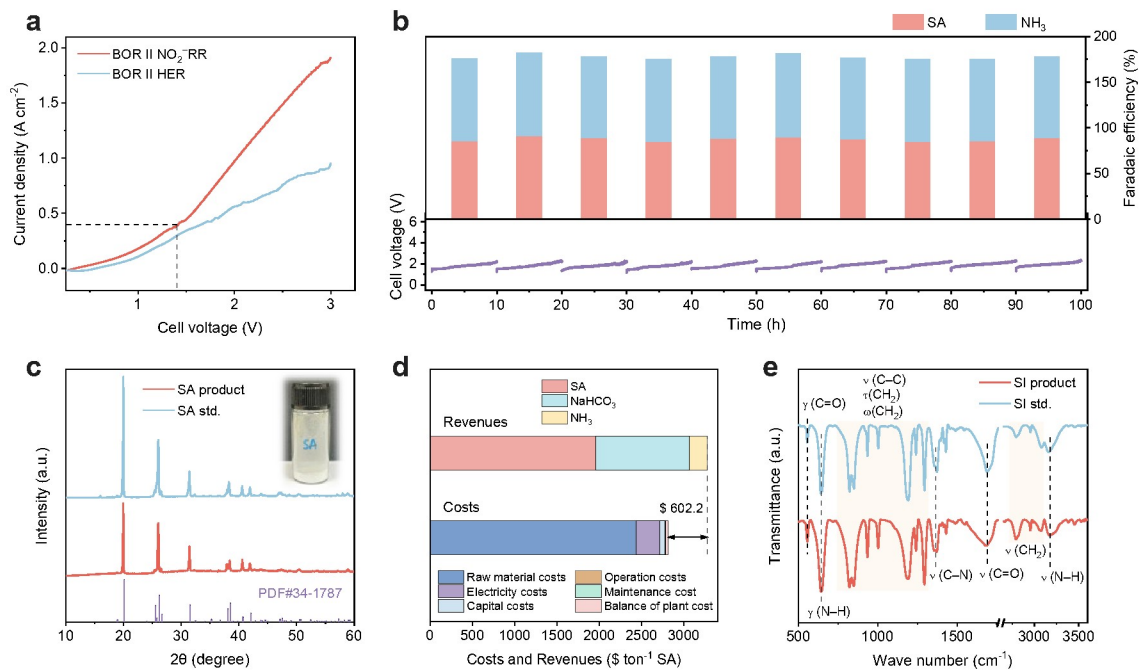 a
BOR II NO₂⁻RR
BOR II HER
2.0
1.5
1.0
0.5
0.0
Current density (A cm⁻²)
1 2 3
Cell voltage (V)
b
SA NH₃
200
150
100
50
0
Faradaic efficiency (%)
6
4
2
0
Cell voltage (V)
0 10 20 30 40 50 60 70 80 90 100
Time (h)
c
SA product
SA std.
SA
PDF#34-1787
Intensity (a.u.)
10 20 30 40 50 60
2θ (degree)
d
SA
NaHCO₃
NH₃
Revenues
Costs
$ 602.2
Raw material costs
Electricity costs
Capital costs
Operation costs
Maintenance cost
Balance of plant cost
0 500 1000 1500 2000 2500 3000
Costs and Revenues ($ ton⁻¹ SA)
e
ν (C–C)
τ(CH₂)
ω(CH₂)
SI product
SI std.
γ (C=O)
ν (CH₂)
ν (C–N)
ν (C=O)
ν (N–H)
γ (N–H)
Transmittance (a.u.)
500 1000 1500 3000 3500
Wave number (cm⁻¹)